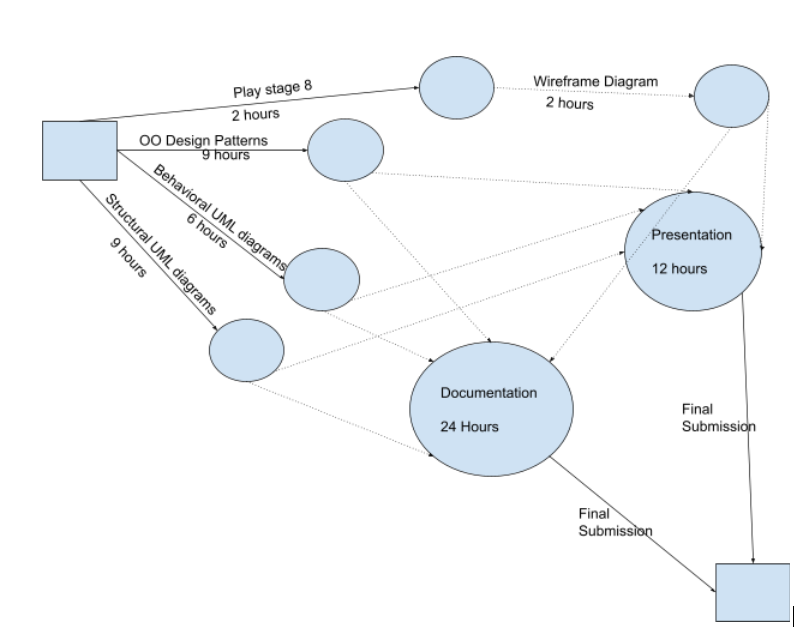 Play stage 8
2 hours
Wireframe Diagram
2 hours
OO Design Patterns
9 hours
Behavioral UML diagrams
6 hours
Structural UML diagrams
9 hours
Presentation
12 hours
Documentation
24 Hours
Final
Submission
Final
Submission